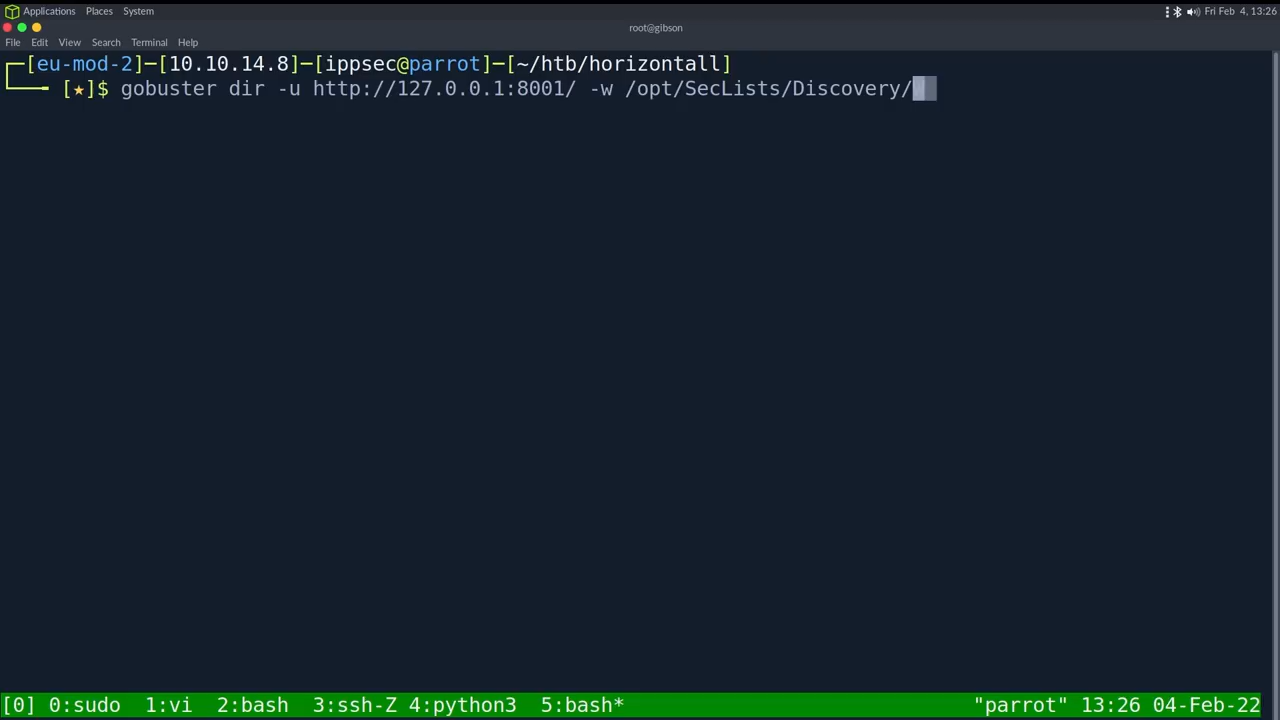 Applications Places System Fri Feb 4, 13:26
root@gibson
File Edit View Search Terminal Help
┌─[eu-mod-2]─[10.10.14.8]─[ippsec@parrot]─[~/htb/horizontall]
└──╼ [★]$ gobuster dir -u http://127.0.0.1:8001/ -w /opt/SecLists/Discovery/
[0] 0:sudo 1:vi 2:bash 3:ssh-Z 4:python3 5:bash* "parrot" 13:26 04-Feb-22